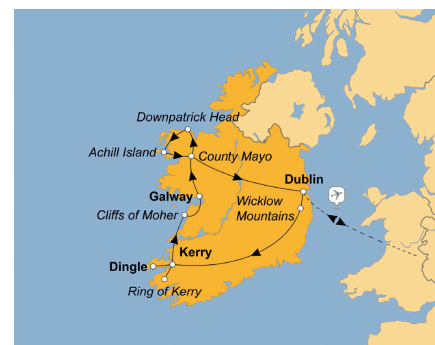 Downpatrick Head
Achill Island
County Mayo
Dublin
Galway
Wicklow
Mountains
Cliffs of Moher
Kerry
Dingle
Ring of Kerry